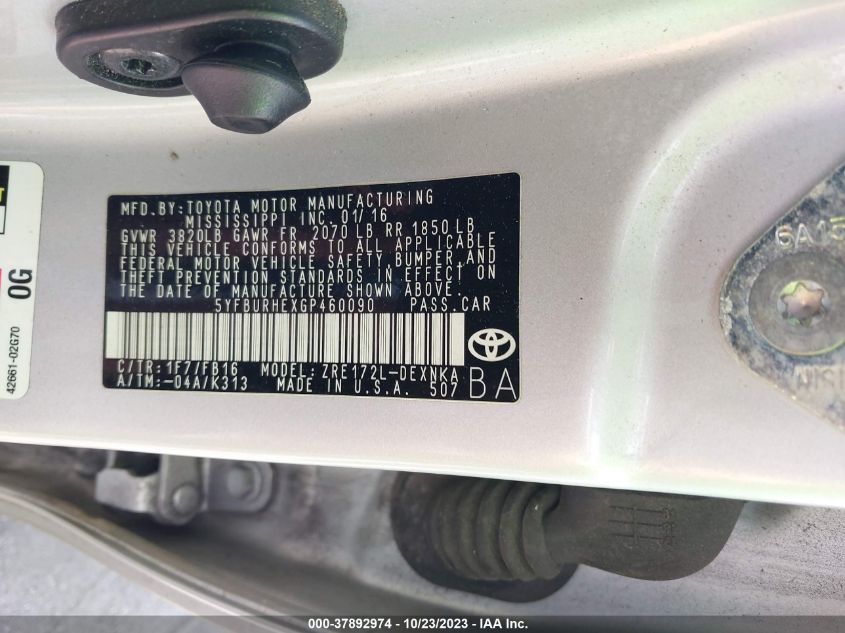 MFD.BY:TOYOTA MOTOR MANUFACTURING
MISSISSIPPI INC. 01/16
GVWR 3820LB GAWR FR 2070 LB RR 1850 LB
THIS VEHICLE CONFORMS TO ALL APPLICABLE
FEDERAL MOTOR VEHICLE SAFETY, BUMPER, AND
THEFT PREVENTION STANDARDS IN EFFECT ON
THE DATE OF MANUFACTURE SHOWN ABOVE.
5YFBURHEXGP460090 PASS.CAR
C/TR: 1F7/FB16 MODEL: ZRE172L-DEXNKA
A/TM: -04A/K313 MADE IN U.S.A. 507
BA
0G
42661-02G70
000-37892974 / 10/23/2023 - IAA Inc.